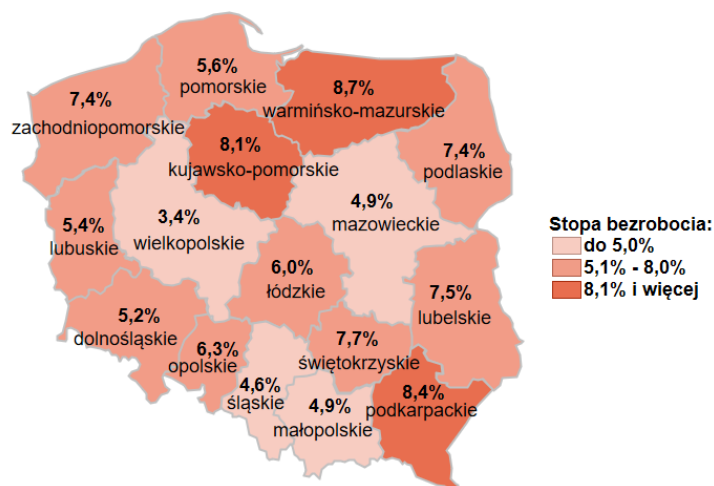 5,6%
pomorskie
8,7%
warmińsko-mazurskie
7,4%
zachodniopomorskie
8,1%
kujawsko-pomorskie
7,4%
podlaskie
4,9%
mazowieckie
3,4%
wielkopolskie
5,4%
lubuskie
6,0%
łódzkie
7,5%
lubelskie
5,2%
dolnośląskie
6,3%
opolskie
7,7%
świętokrzyskie
4,6%
śląskie
4,9%
małopolskie
8,4%
podkarpackie
Stopa bezrobocia:
do 5,0%
5,1% - 8,0%
8,1% i więcej